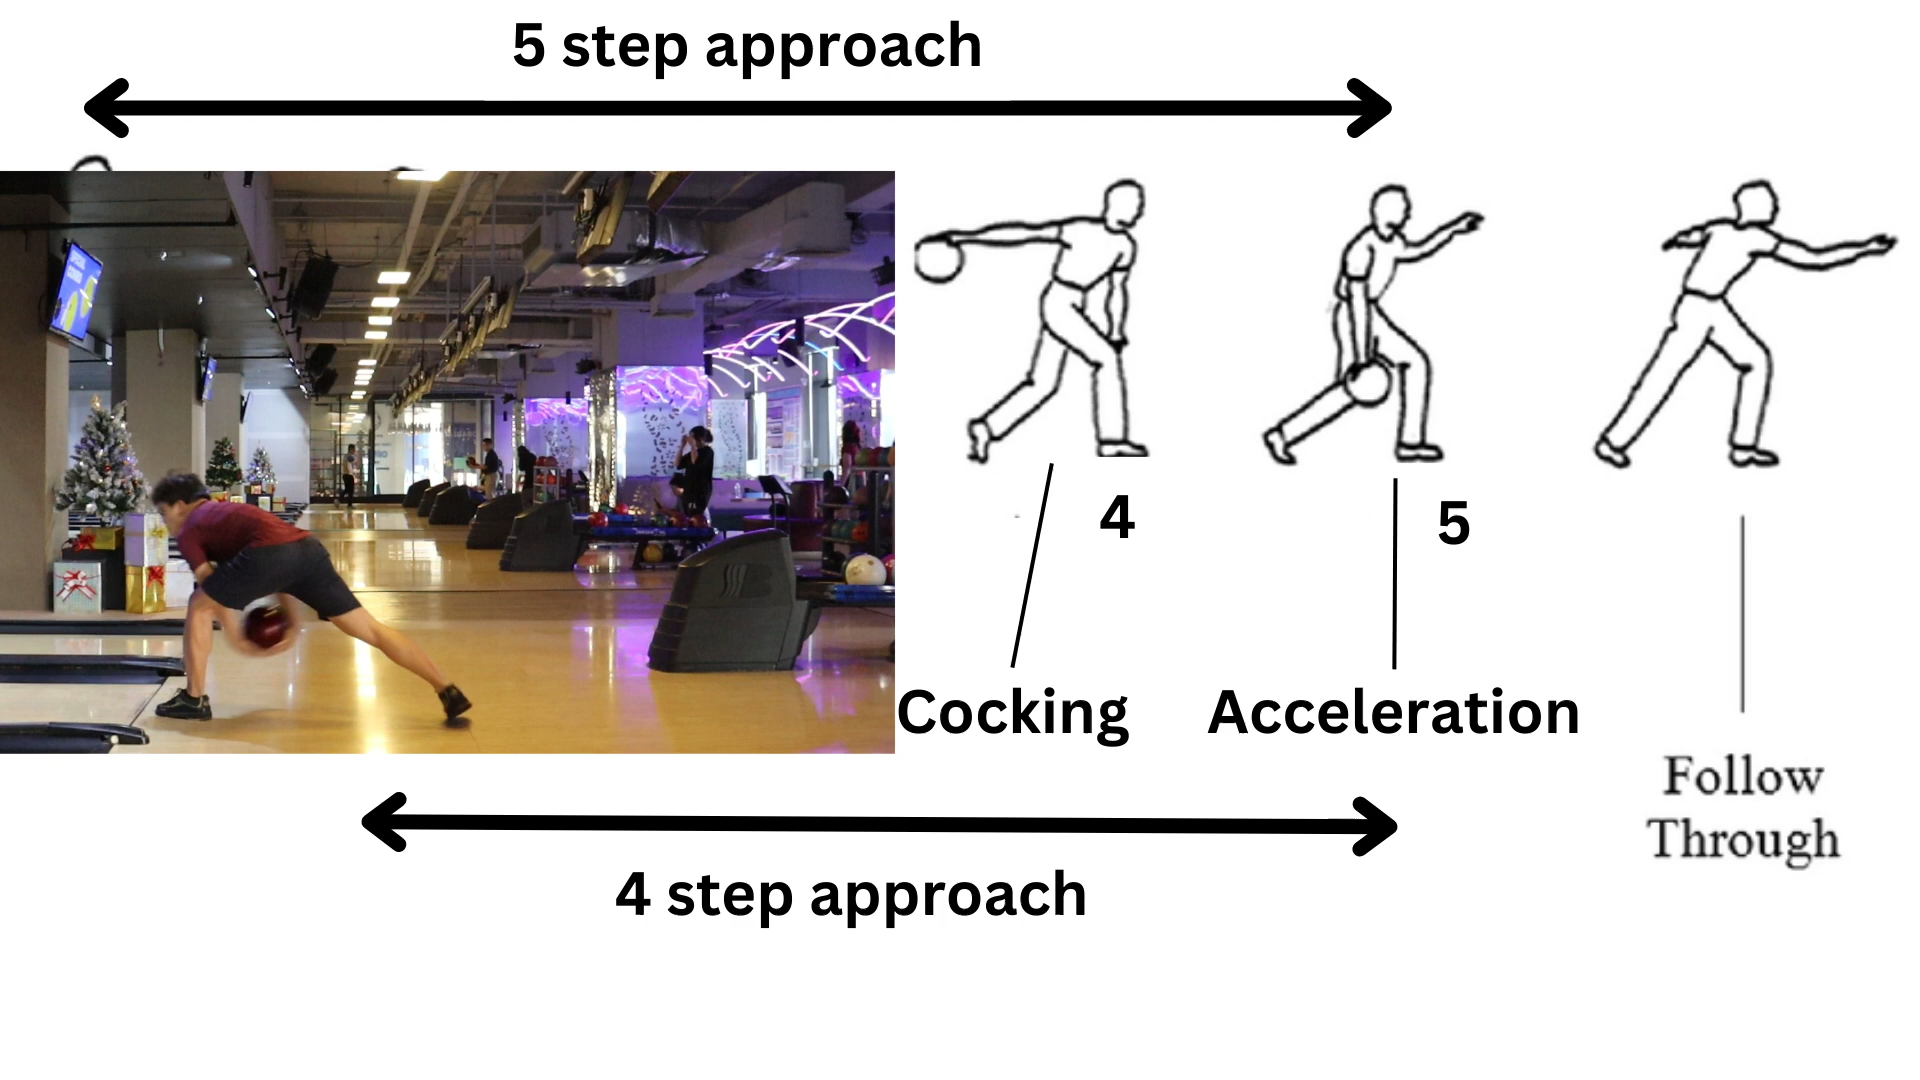 5 step approach
4
5
Cocking
Acceleration
Follow
Through
4 step approach